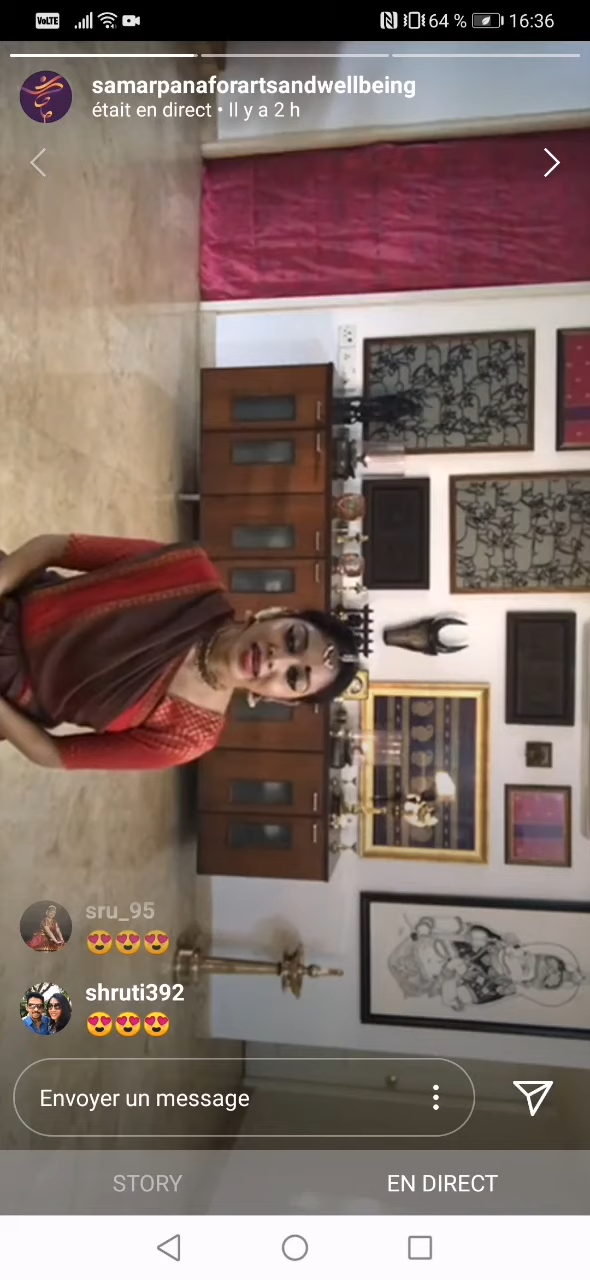 VoLTE
64 %
16:36
samarpanaforartsandwellbeing
était en direct • Il y a 2 h
sru_95
😍😍😍
shruti392
😍😍😍
Envoyer un message
STORY
EN DIRECT